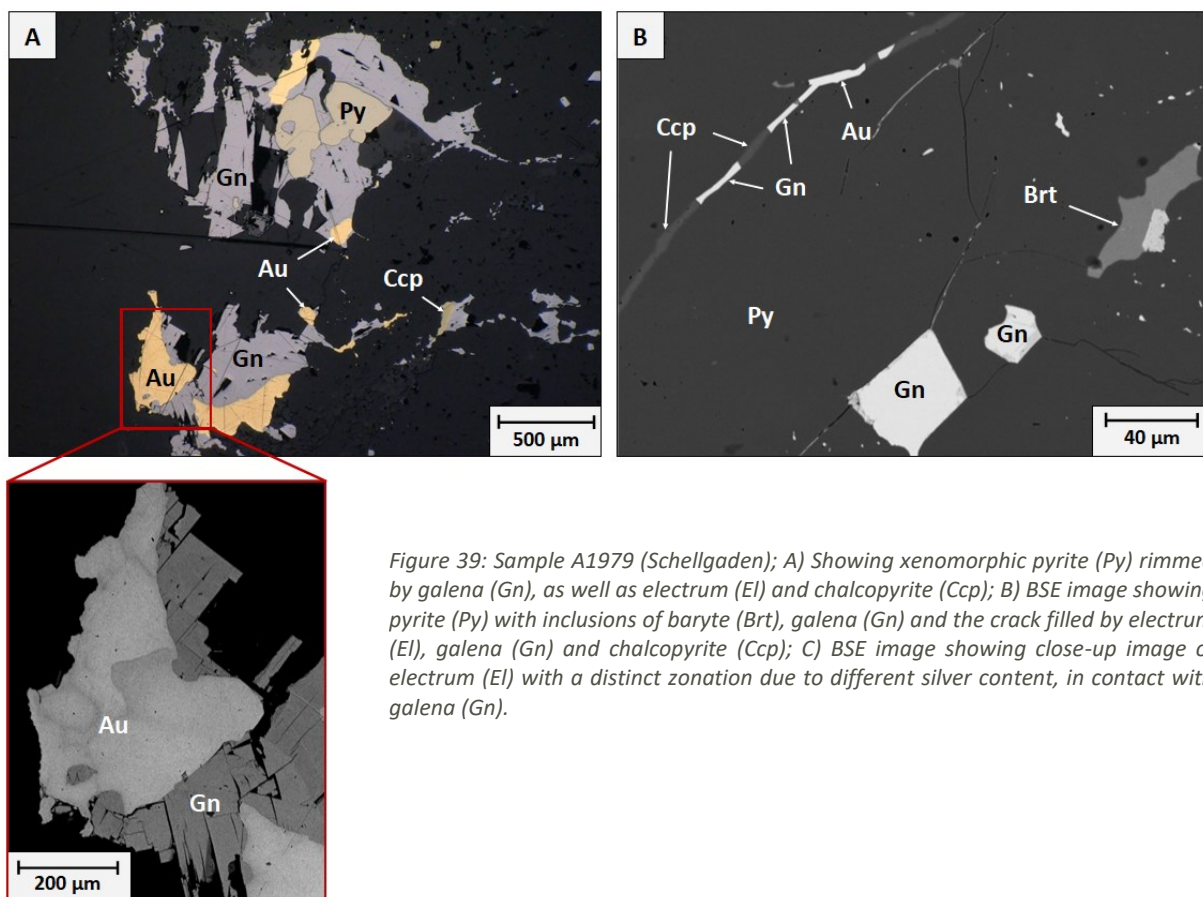 A
Py
Gn
Au
Ccp
Gn
Au
500 µm
B
Ccp
Au
Gn
Brt
Py
Gn
Gn
40 µm
Au
Gn
200 µm
Figure 39: Sample A1979 (Schellgaden); A) Showing xenomorphic pyrite (Py) rimme
by galena (Gn), as well as electrum (El) and chalcopyrite (Ccp); B) BSE image showing
pyrite (Py) with inclusions of baryte (Brt), galena (Gn) and the crack filled by electrum
(El), galena (Gn) and chalcopyrite (Ccp); C) BSE image showing close-up image o
electrum (El) with a distinct zonation due to different silver content, in contact with
galena (Gn).